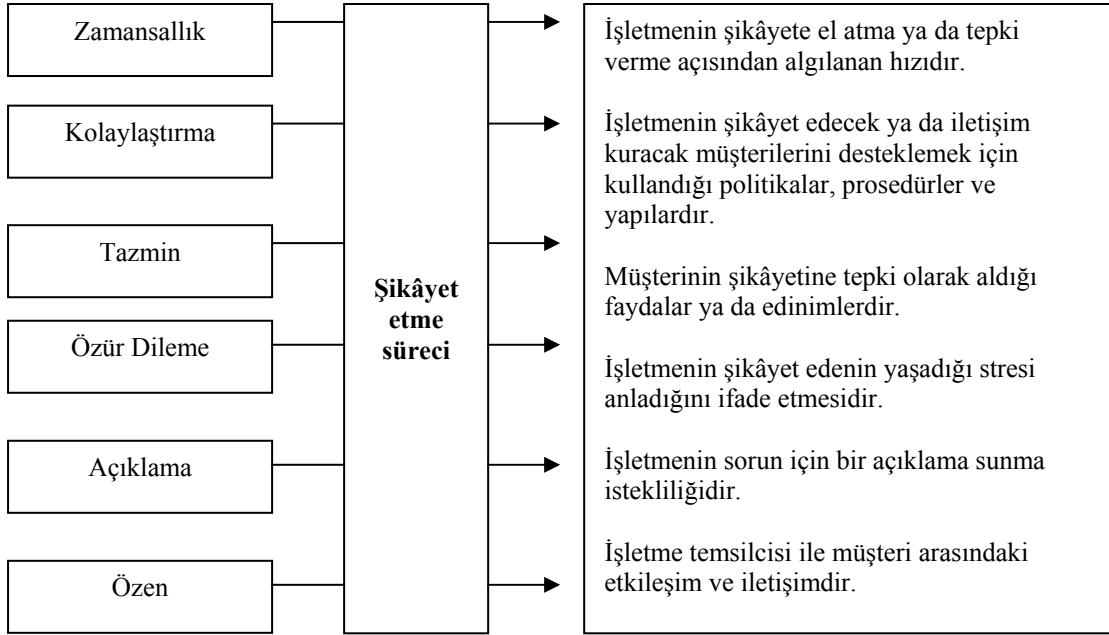 Zamansallık
Kolaylaştırma
Tazmin
Özür Dileme
Açıklama
Özen
Şikâyet
etme
süreci
İşletmenin şikâyete el atma ya da tepki
verme açısından algılanan hızıdır.
İşletmenin şikâyet edecek ya da iletişim
kuracak müşterilerini desteklemek için
kullandığı politikalar, prosedürler ve
yapılardır.
Müşterinin şikâyetine tepki olarak aldığı
faydalar ya da edinimlerdir.
İşletmenin şikâyet edenin yaşadığı stresi
anladığını ifade etmesidir.
İşletmenin sorun için bir açıklama sunma
istekliliğidir.
İşletme temsilcisi ile müşteri arasındaki
etkileşim ve iletişimdir.